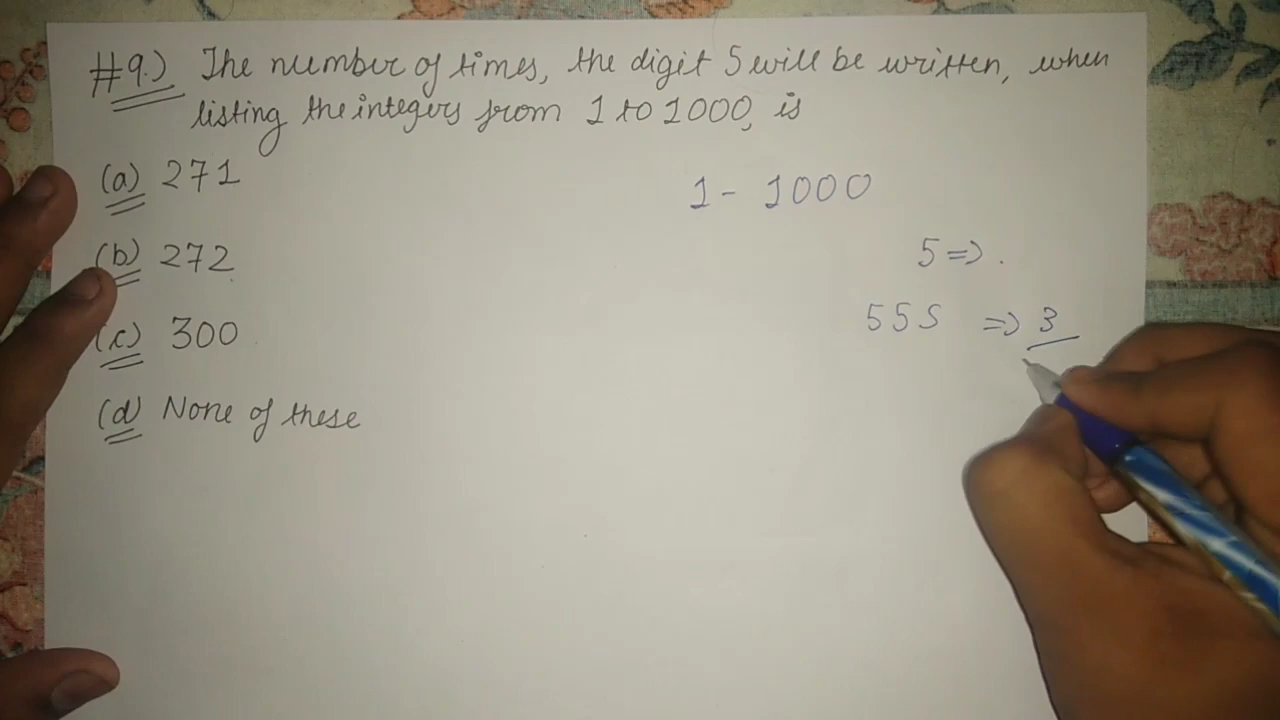 #9.) The number of times, the digit 5 will be written, when
listing the integers from 1 to 1000, is
(a) 271
(b) 272
(c) 300
(d) None of these
1 - 1000
5 => .
555 => 3